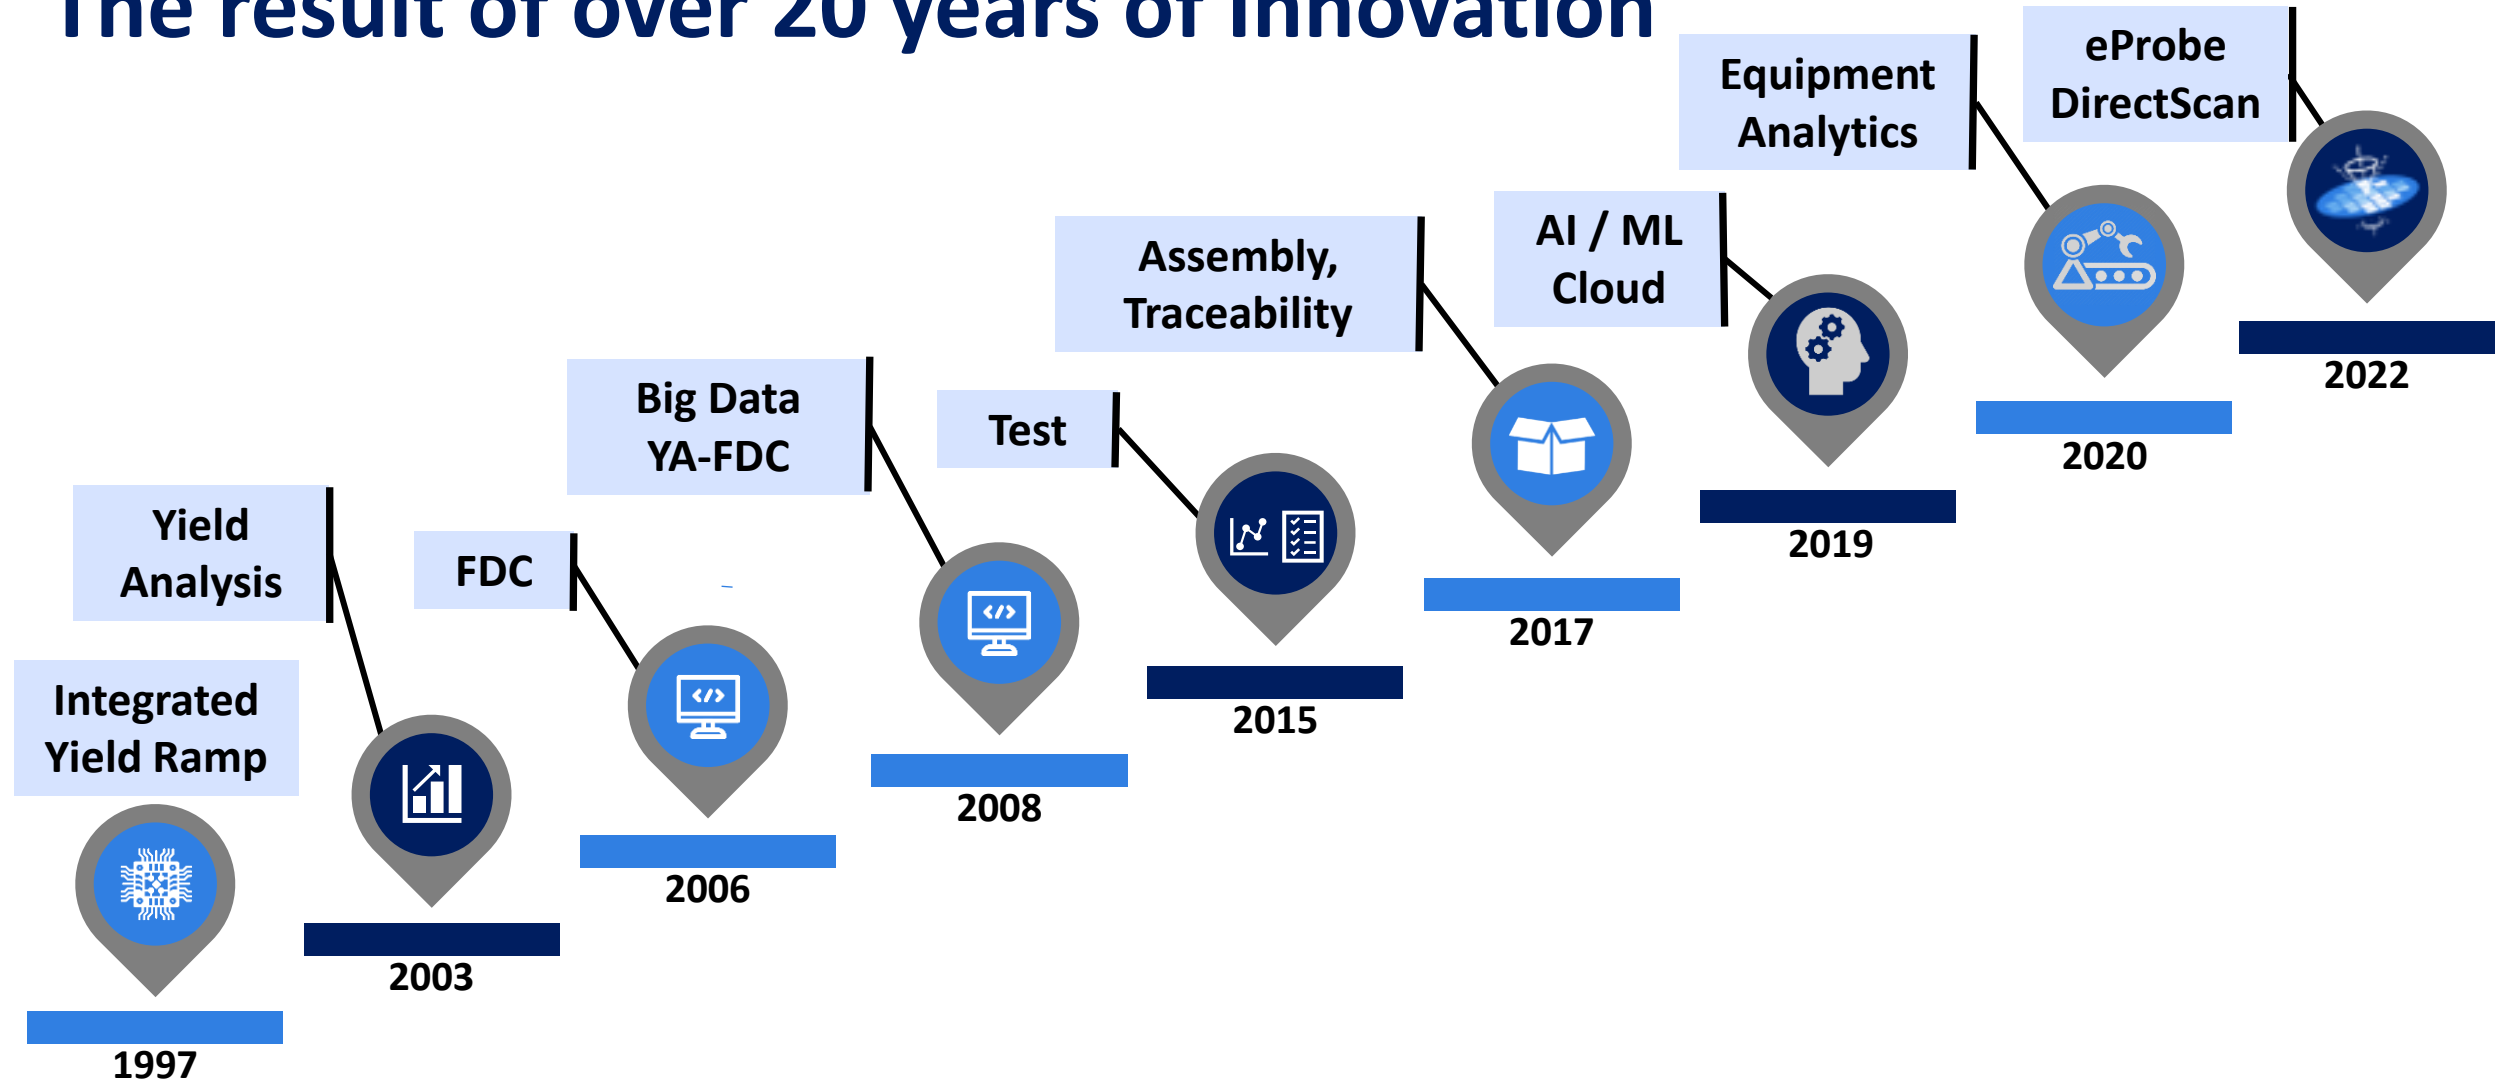 The result of over 20 years of innovation
Integrated
Yield Ramp
1997
Yield
Analysis
2003
FDC
2006
Big Data
YA-FDC
2008
Test
2015
Assembly,
Traceability
2017
AI / ML
Cloud
2019
Equipment
Analytics
2020
eProbe
DirectScan
2022